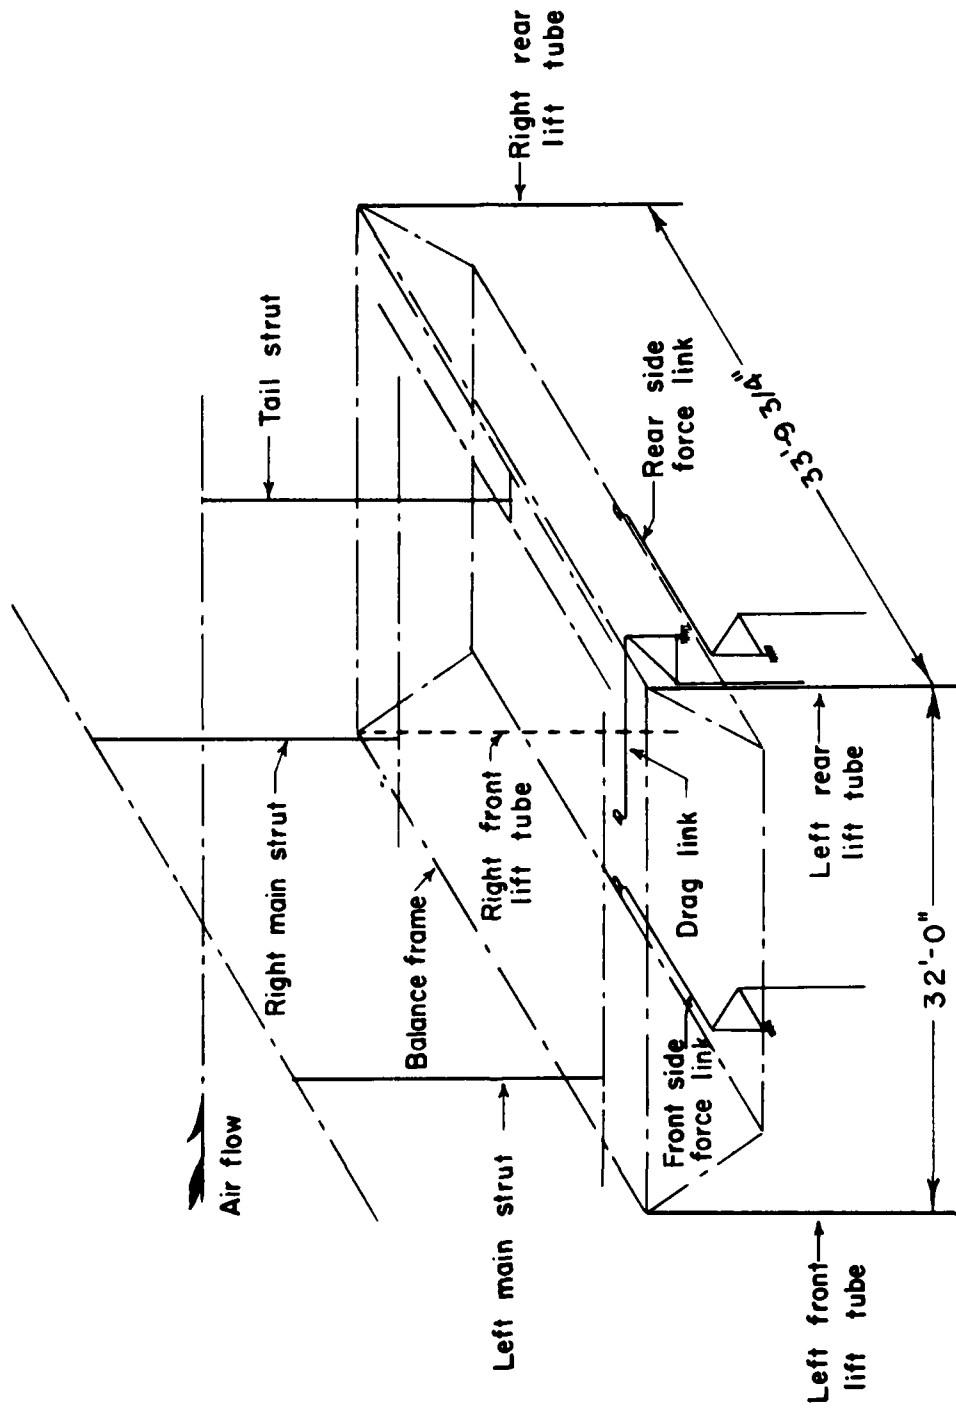 Air flow
Tail strut
Right rear
lift tube
Right main strut
Balance frame
Right front
lift tube
Left main strut
Rear side
force link
Drag link
Front side
force link
33'-9 3/4"
Left rear
lift tube
32'-0"
Left front
lift tube